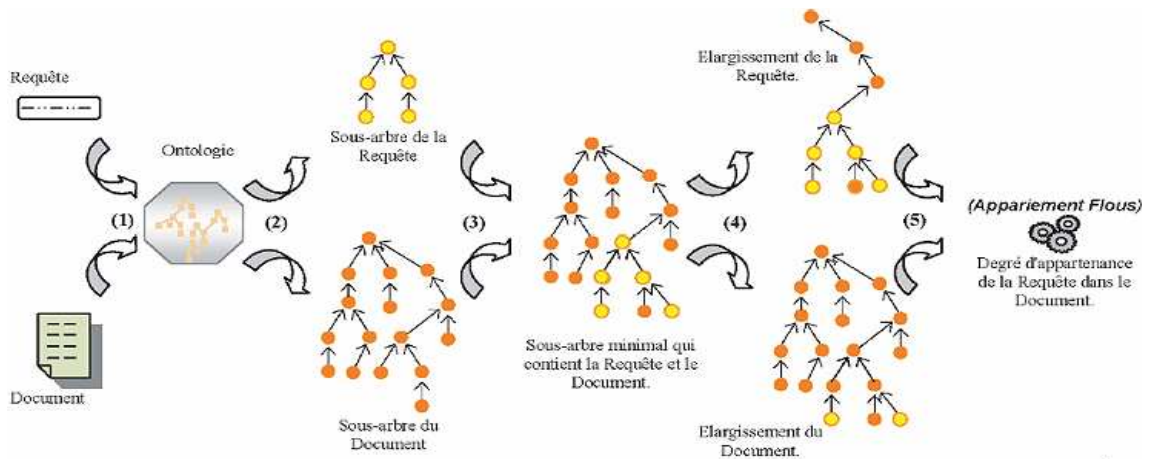 Requête
Ontologie
Document
(1)
(2)
Sous-arbre de la
Requête
Sous-arbre du
Document
(3)
Sous-arbre minimal qui
contient la Requête et le
Document.
(4)
Elargissement de la
Requête.
Elargissement du
Document.
(5)
(Appariement Flous)
Degré d'appartenance
de la Requête dans le
Document.